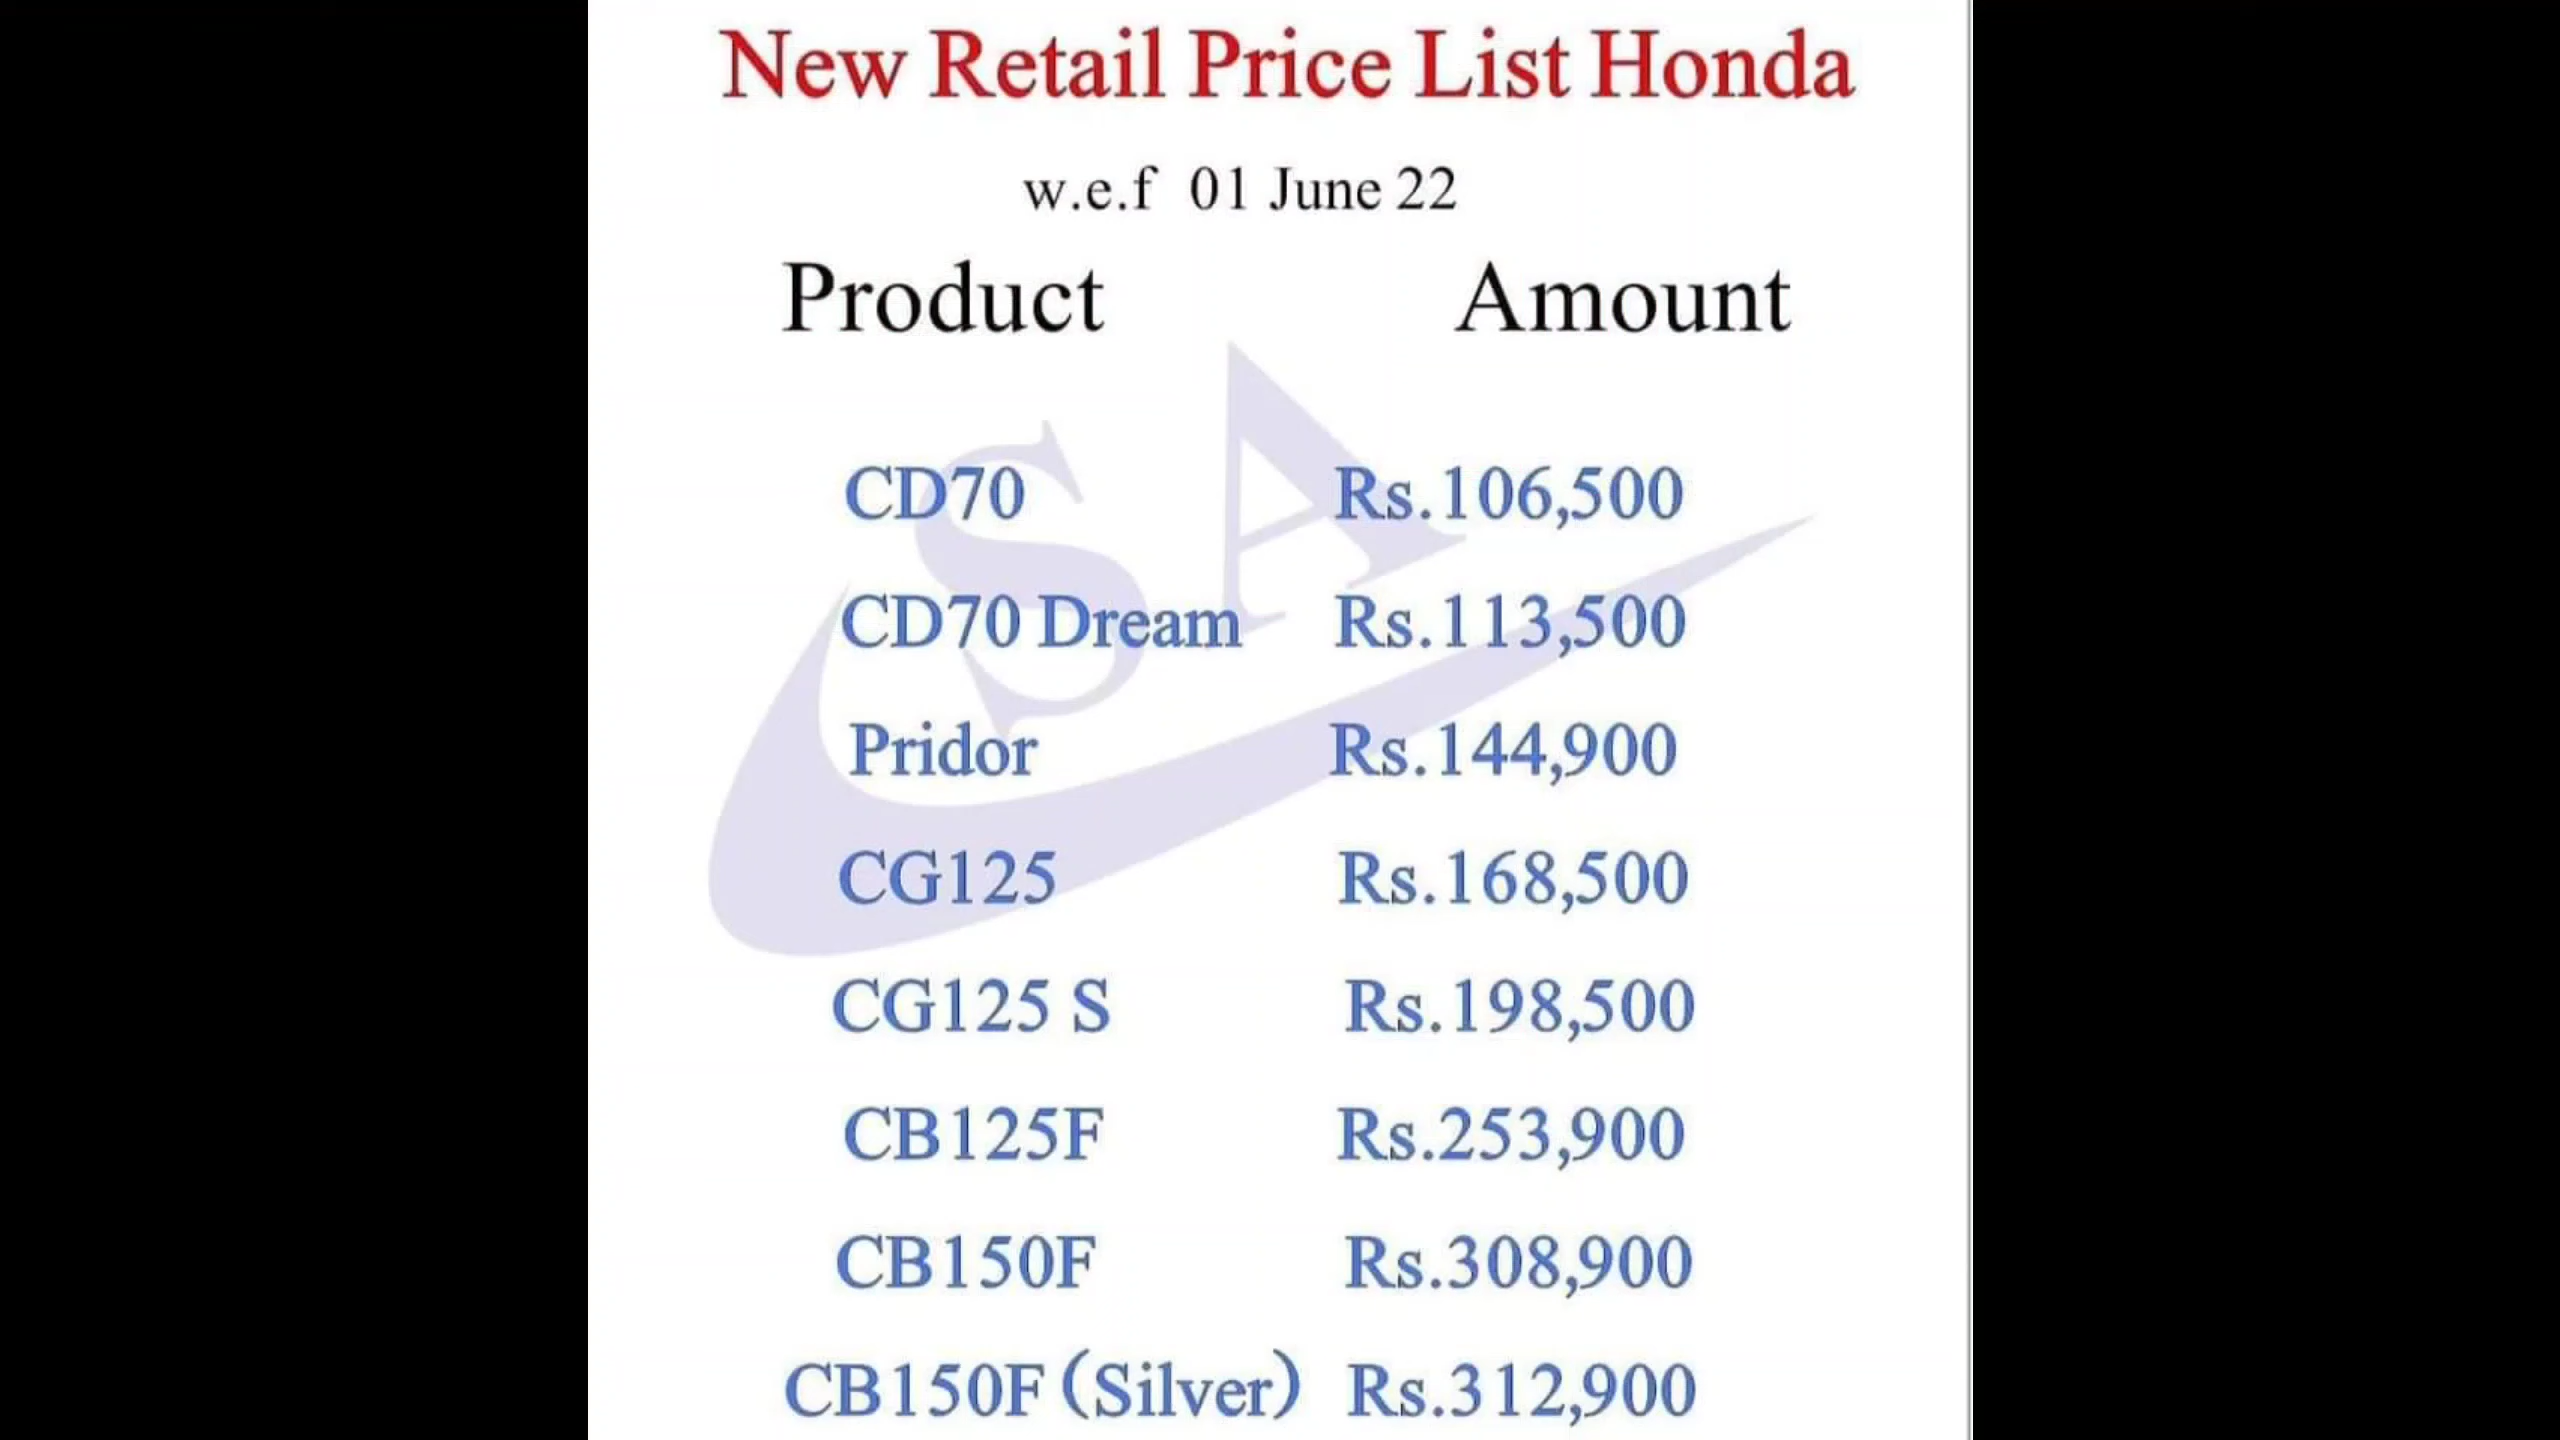 New Retail Price List Honda
w.e.f 01 June 22
Product Amount
SA
CD70 Rs.106,500
CD70 Dream Rs.113,500
Pridor Rs.144,900
CG125 Rs.168,500
CG125 S Rs.198,500
CB125F Rs.253,900
CB150F Rs.308,900
CB150F (Silver) Rs.312,900